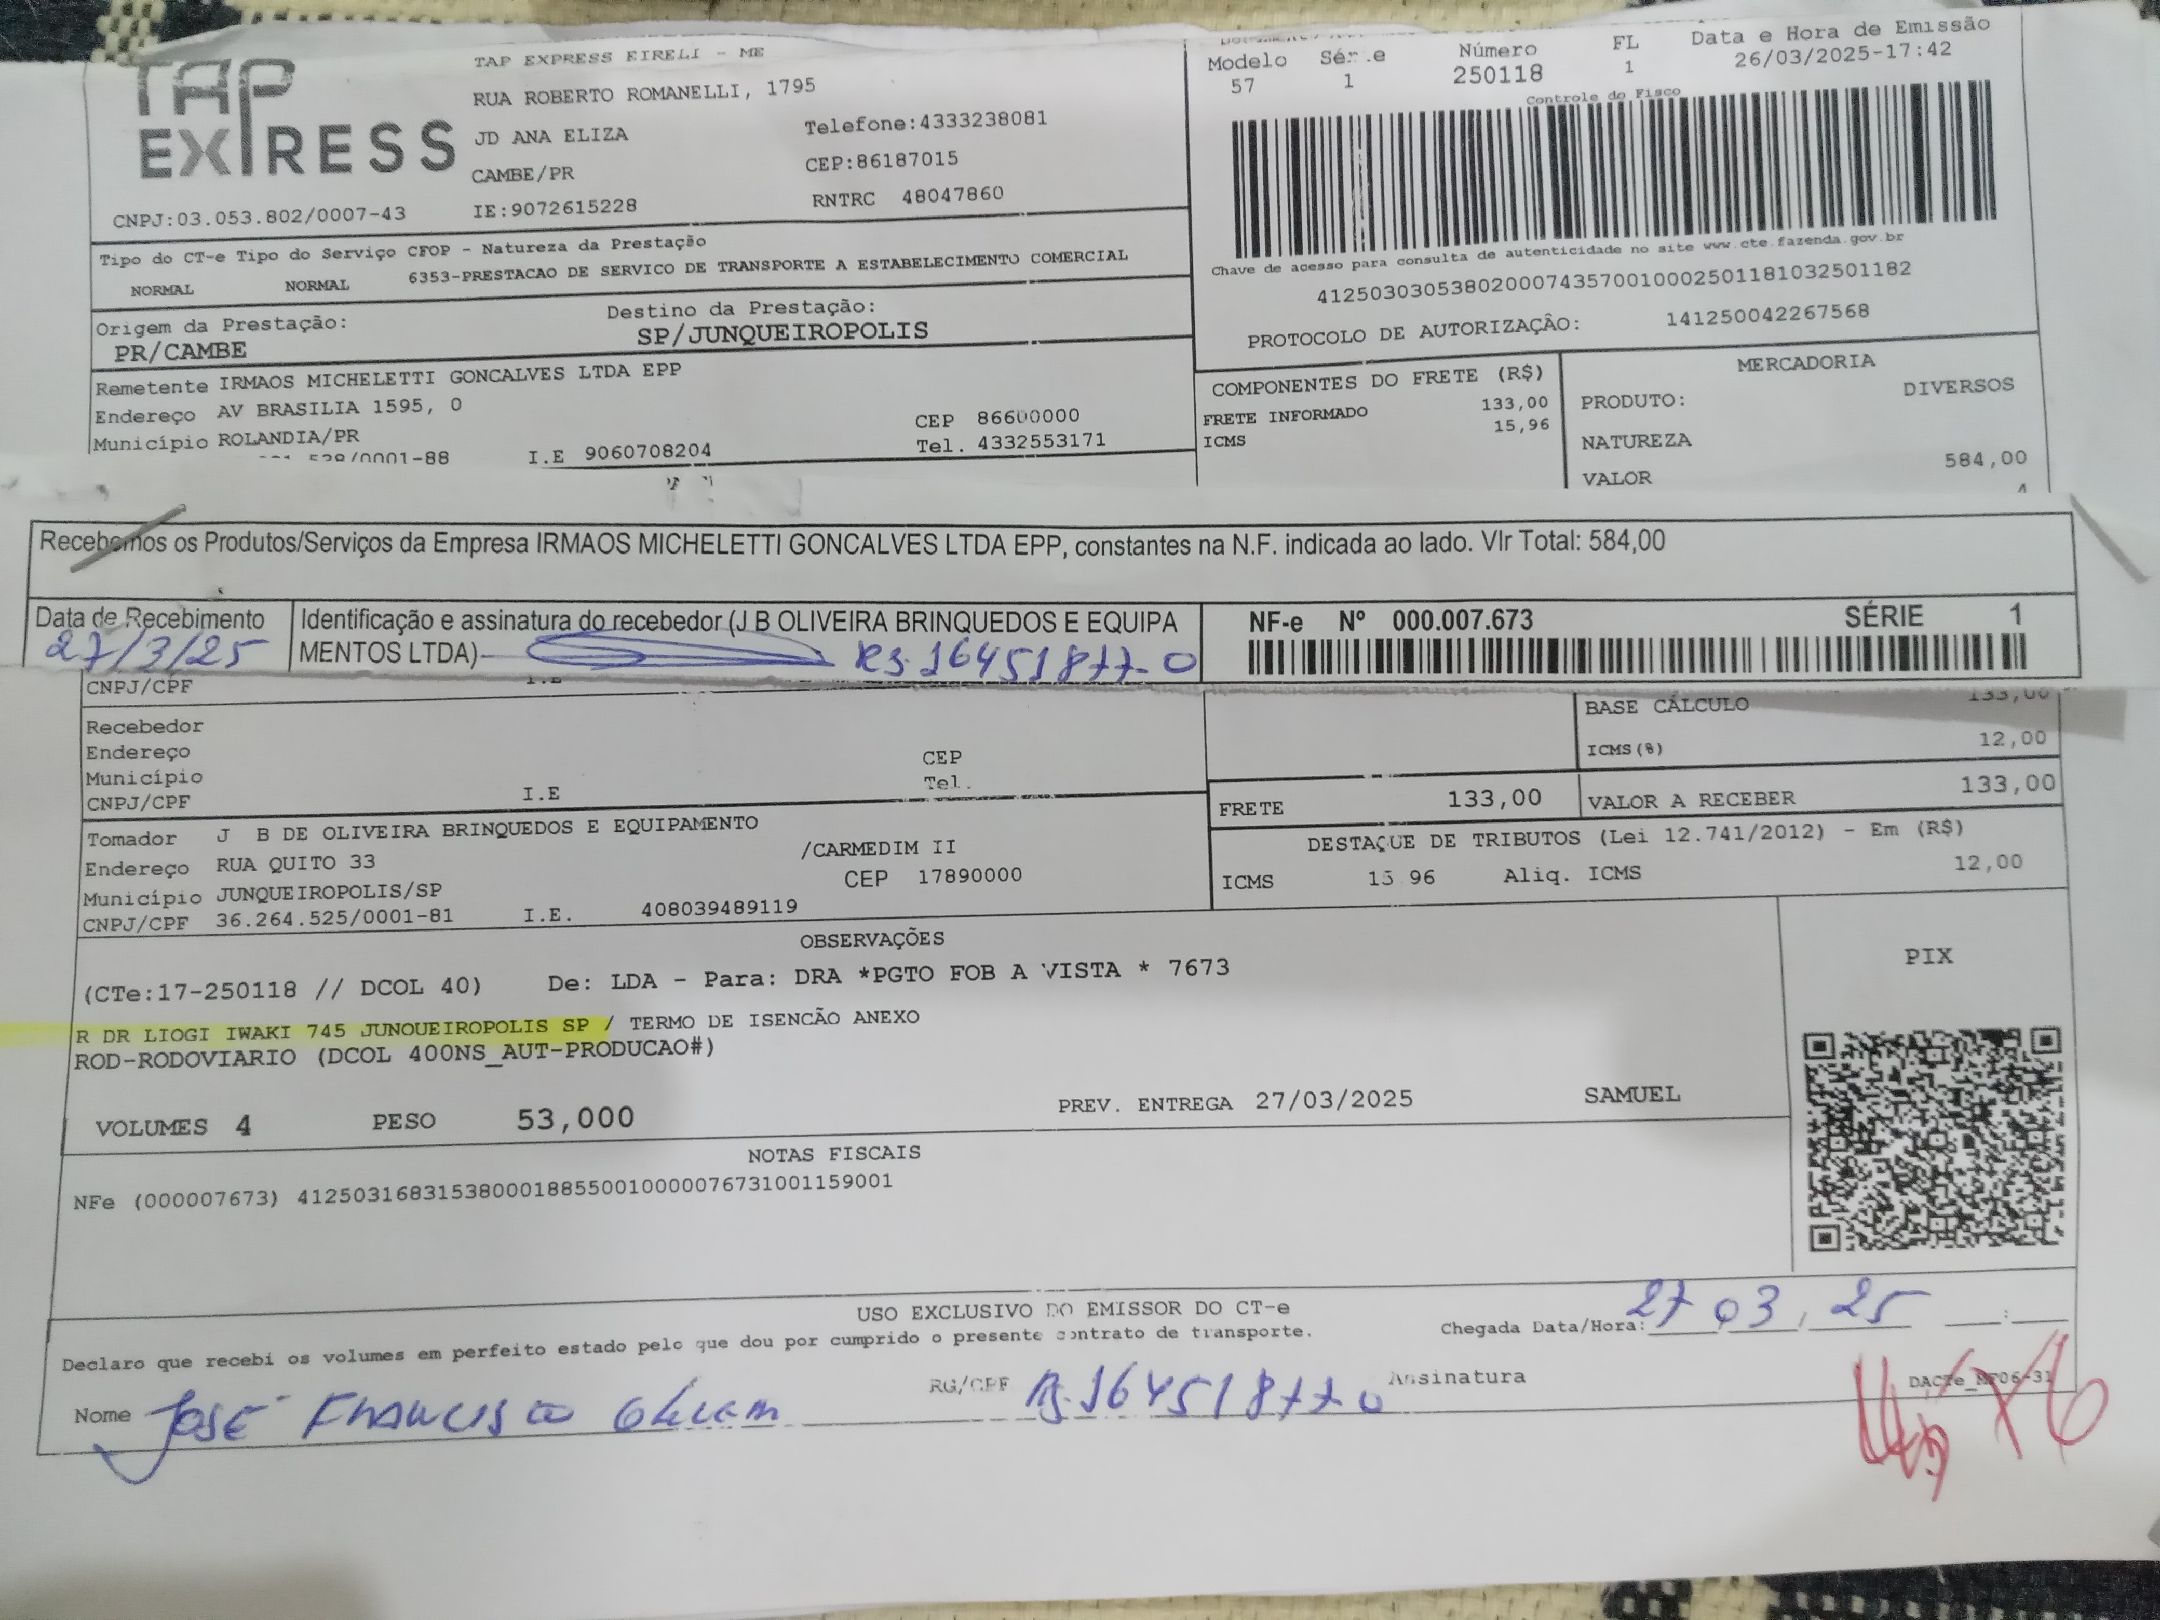 TAP EXPRESS
TAP EXPRESS EIRELI - ME
RUA ROBERTO ROMANELLI, 1795
JD ANA ELIZA
Telefone:4333238081
CAMBE/PR
CEP:86187015
CNPJ:03.053.802/0007-43
IE:9072615228
RNTRC 48047860
Modelo Série Número FL Data e Hora de Emissão
57 1 250118 1 26/03/2025-17:42
Controle do Fisco
Chave de acesso para consulta de autenticidade no site www.cte.fazenda.gov.br
41250303053802000743570010002501181032501182
PROTOCOLO DE AUTORIZAÇÂO: 141250042267568
Tipo do CT-e Tipo do Serviço CFOP - Natureza da Prestação
NORMAL NORMAL 6353-PRESTACAO DE SERVICO DE TRANSPORTE A ESTABELECIMENTO COMERCIAL
Origem da Prestação: Destino da Prestação:
PR/CAMBE SP/JUNQUEIROPOLIS
Remetente IRMAOS MICHELETTI GONCALVES LTDA EPP
Endereço AV BRASILIA 1595, 0 CEP 86600000
Município ROLANDIA/PR Tel. 4332553171
528/0001-88 I.E 9060708204
COMPONENTES DO FRETE (R$)
FRETE INFORMADO 133,00
ICMS 15,96
MERCADORIA
PRODUTO: DIVERSOS
NATUREZA
VALOR 584,00
Recebemos os Produtos/Serviços da Empresa IRMAOS MICHELETTI GONCALVES LTDA EPP, constantes na N.F. indicada ao lado. Vlr Total: 584,00
Data de Recebimento
27/3/25
Identificação e assinatura do recebedor (J B OLIVEIRA BRINQUEDOS E EQUIPA
MENTOS LTDA) 16451877-0
NF-e Nº 000.007.673 SÉRIE 1
CNPJ/CPF I.E
Recebedor
Endereço CEP
Município Tel.
CNPJ/CPF I.E
BASE CÁLCULO 133,00
ICMS(%) 12,00
FRETE 133,00 VALOR A RECEBER 133,00
Tomador J B DE OLIVEIRA BRINQUEDOS E EQUIPAMENTO
Endereço RUA QUITO 33 /CARMEDIM II
Município JUNQUEIROPOLIS/SP CEP 17890000
CNPJ/CPF 36.264.525/0001-81 I.E. 408039489119
DESTAQUE DE TRIBUTOS (Lei 12.741/2012) - Em (R$)
ICMS 15 96 Aliq. ICMS 12,00
OBSERVAÇÕES
(CTe:17-250118 // DCOL 40) De: LDA - Para: DRA *PGTO FOB A VISTA * 7673
R DR LIOGI IWAKI 745 JUNQUEIROPOLIS SP / TERMO DE ISENCÃO ANEXO
ROD-RODOVIARIO (DCOL 400NS_AUT-PRODUCAO#)
VOLUMES 4 PESO 53,000 PREV. ENTREGA 27/03/2025 SAMUEL
PIX
NOTAS FISCAIS
NFe (000007673) 41250316831538000188550010000076731001159001
USO EXCLUSIVO DO EMISSOR DO CT-e
Declaro que recebi os volumes em perfeito estado pelo que dou por cumprido o presente contrato de transporte.
Chegada Data/Hora: 27 03, 25 :
Nome JOSÉ FRANCISCO RG/CPF 16451877 0 Assinatura